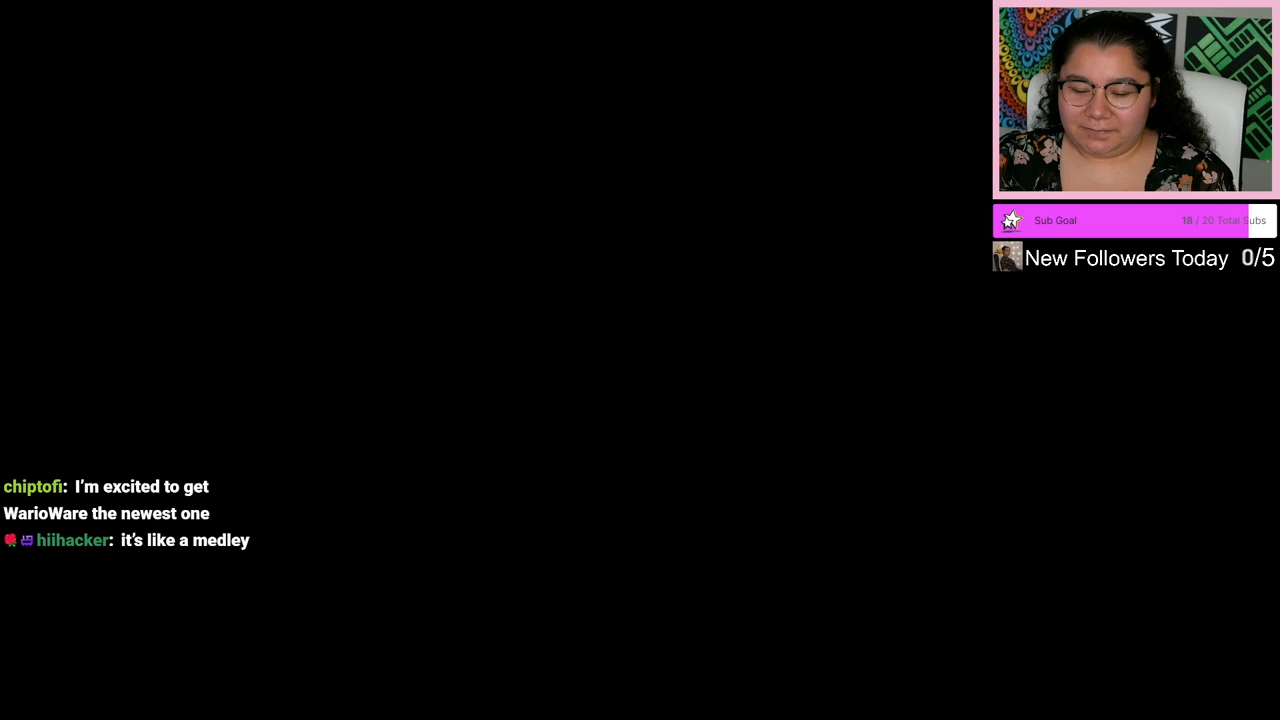 Sub Goal 18 / 20 Total Subs
New Followers Today 0/5
chiptofi: I’m excited to get
WarioWare the newest one
hiihacker: it’s like a medley